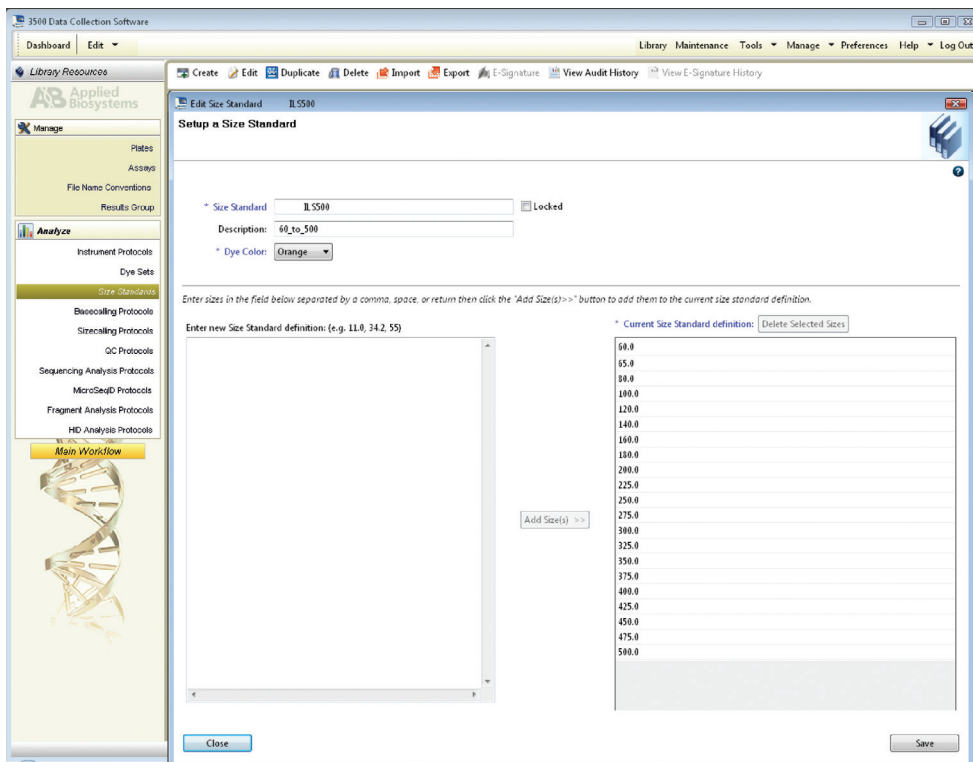 3500 Data Collection Software
Dashboard Edit Library Maintenance Tools Manage Preferences Help Log Out
Library Resources
Create Edit Duplicate Delete Import Export E-Signature View Audit History View E-Signature History
AB Applied Biosystems
Manage
Plates
Assays
File Name Conventions
Results Group
Analyze
Instrument Protocols
Dye Sets
Size Standards
Basecalling Protocols
Sizecalling Protocols
QC Protocols
Sequencing Analysis Protocols
MicroSeqID Protocols
Fragment Analysis Protocols
HID Analysis Protocols
Main Workflow
Edit Size Standard ILS500
Setup a Size Standard
* Size Standard ILS500 Locked
Description: 60_to_500
* Dye Color: Orange
Enter sizes in the field below separated by a comma, space, or return then click the "Add Size(s)>>" button to add them to the current size standard definition.
Enter new Size Standard definition: (e.g. 11.0, 34.2, 55)
Add Size(s) >>
* Current Size Standard definition: Delete Selected Sizes
60.0
65.0
80.0
100.0
120.0
140.0
160.0
180.0
200.0
225.0
250.0
275.0
300.0
325.0
350.0
375.0
400.0
425.0
450.0
475.0
500.0
Close Save